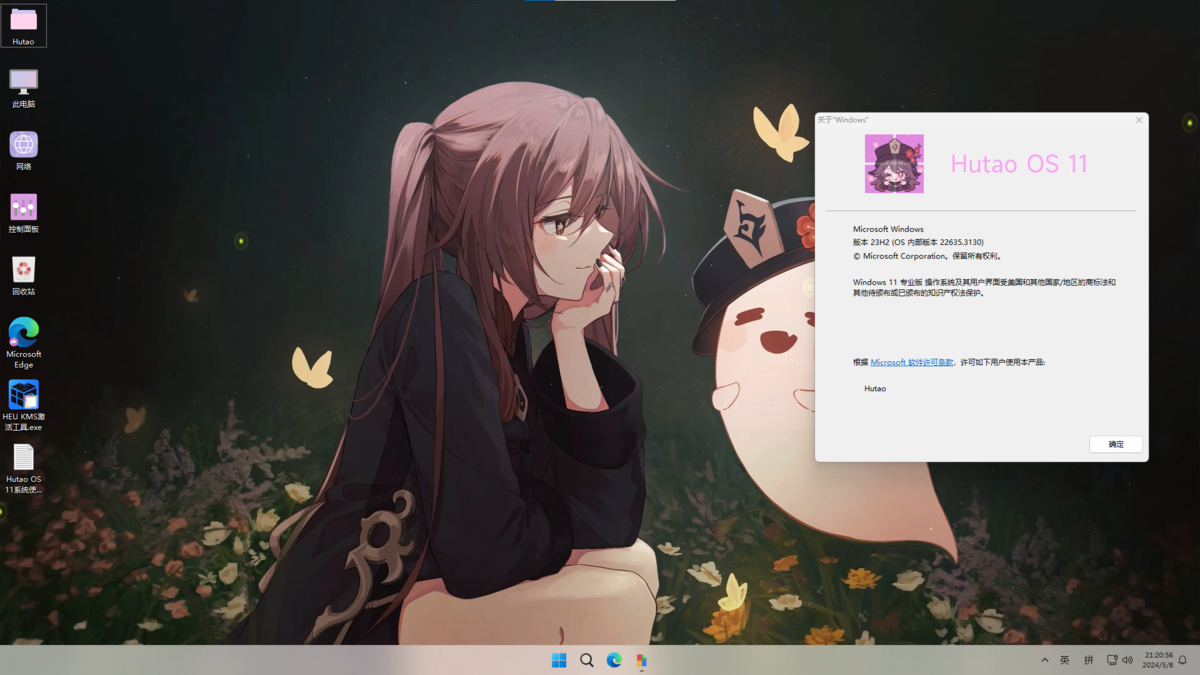 Hutao
此电脑
网络
控制面板
回收站
Microsoft
Edge
HEU KMS激
活工具.exe
Hutao OS
11系统使...
关于"Windows"
Hutao OS 11
Microsoft Windows
版本 23H2 (OS 内部版本 22635.3130)
© Microsoft Corporation。保留所有权利。
Windows 11 专业版 操作系统及其用户界面受美国和其他国家/地区的商标法和
其他待颁布或已颁布的知识产权法保护。
根据 Microsoft 软件许可条款，许可如下用户使用本产品:
Hutao
确定
英 拼
21:20:56
2024/5/8